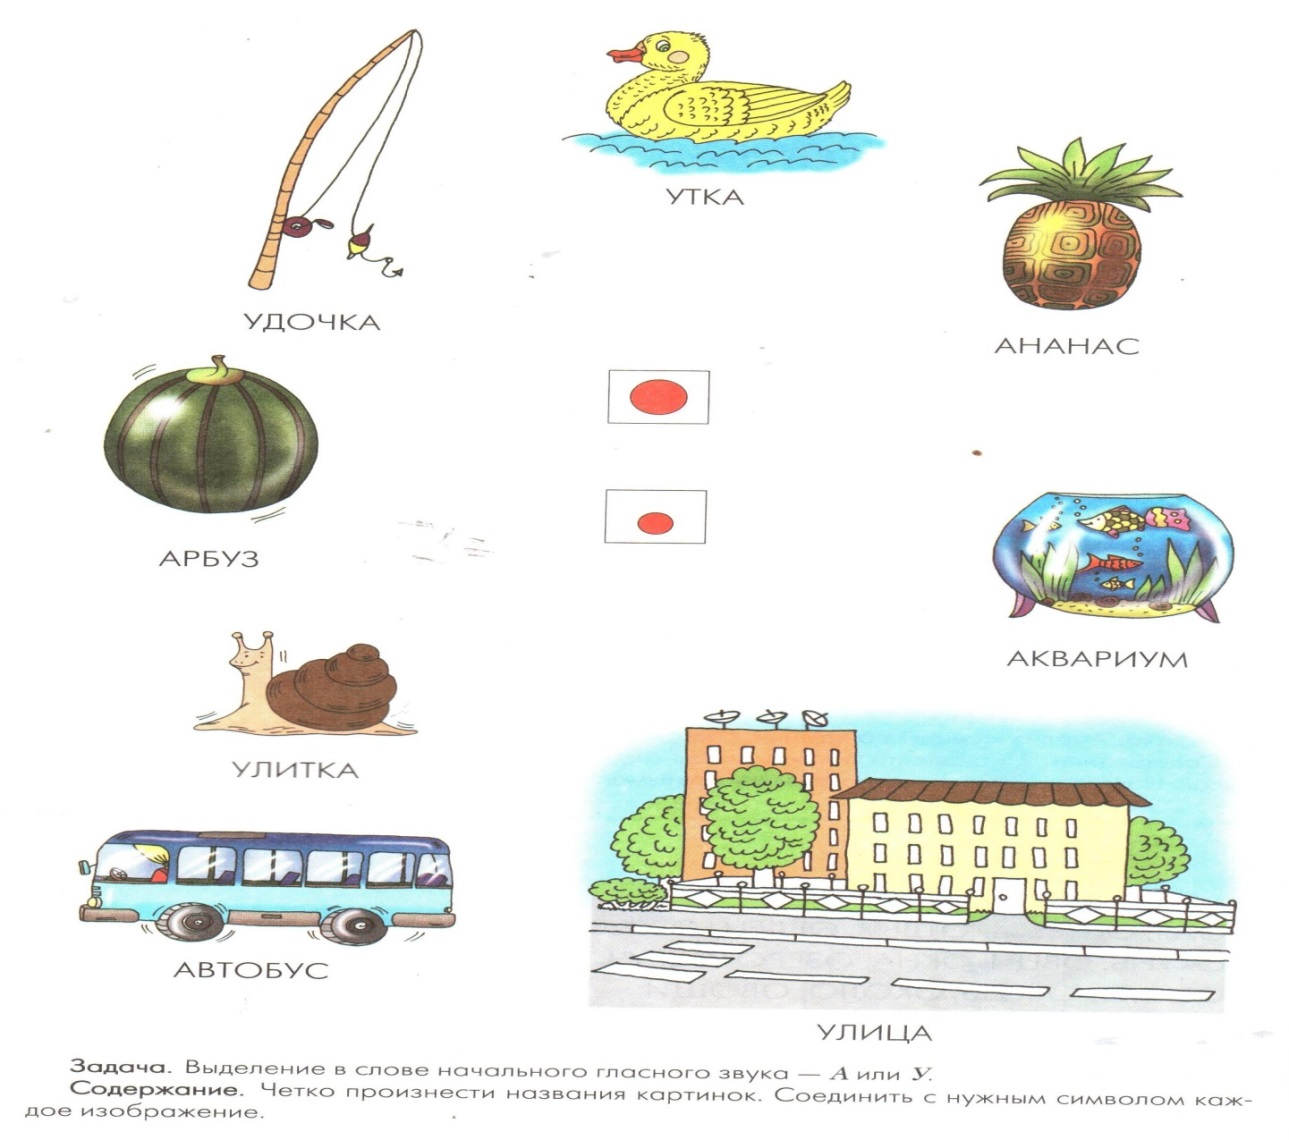 УТКА
УДОЧКА
АНАНАС
АРБУЗ
АКВАРИУМ
УЛИТКА
АВТОБУС
УЛИЦА
Задача. Выделение в слове начального гласного звука — А или У.
Содержание. Четко произнести названия картинок. Соединить с нужным символом каж-
дое изображение.